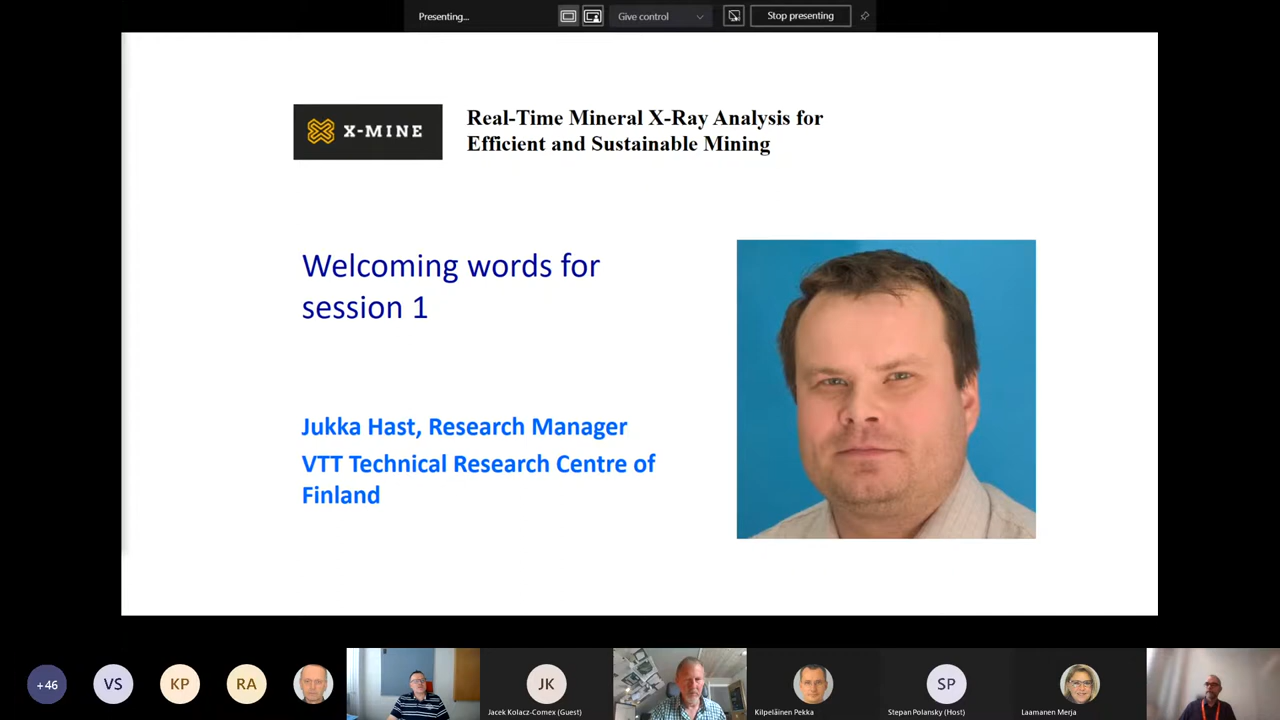 Presenting...
Give control
Stop presenting
X-MINE
Real-Time Mineral X-Ray Analysis for
Efficient and Sustainable Mining
Welcoming words for
session 1
Jukka Hast, Research Manager
VTT Technical Research Centre of
Finland
+46
VS
KP
RA
JK
SP
Jacek Kolacz-Comex (Guest)
Kilpeläinen Pekka
Stepan Polansky (Host)
Laamanen Merja